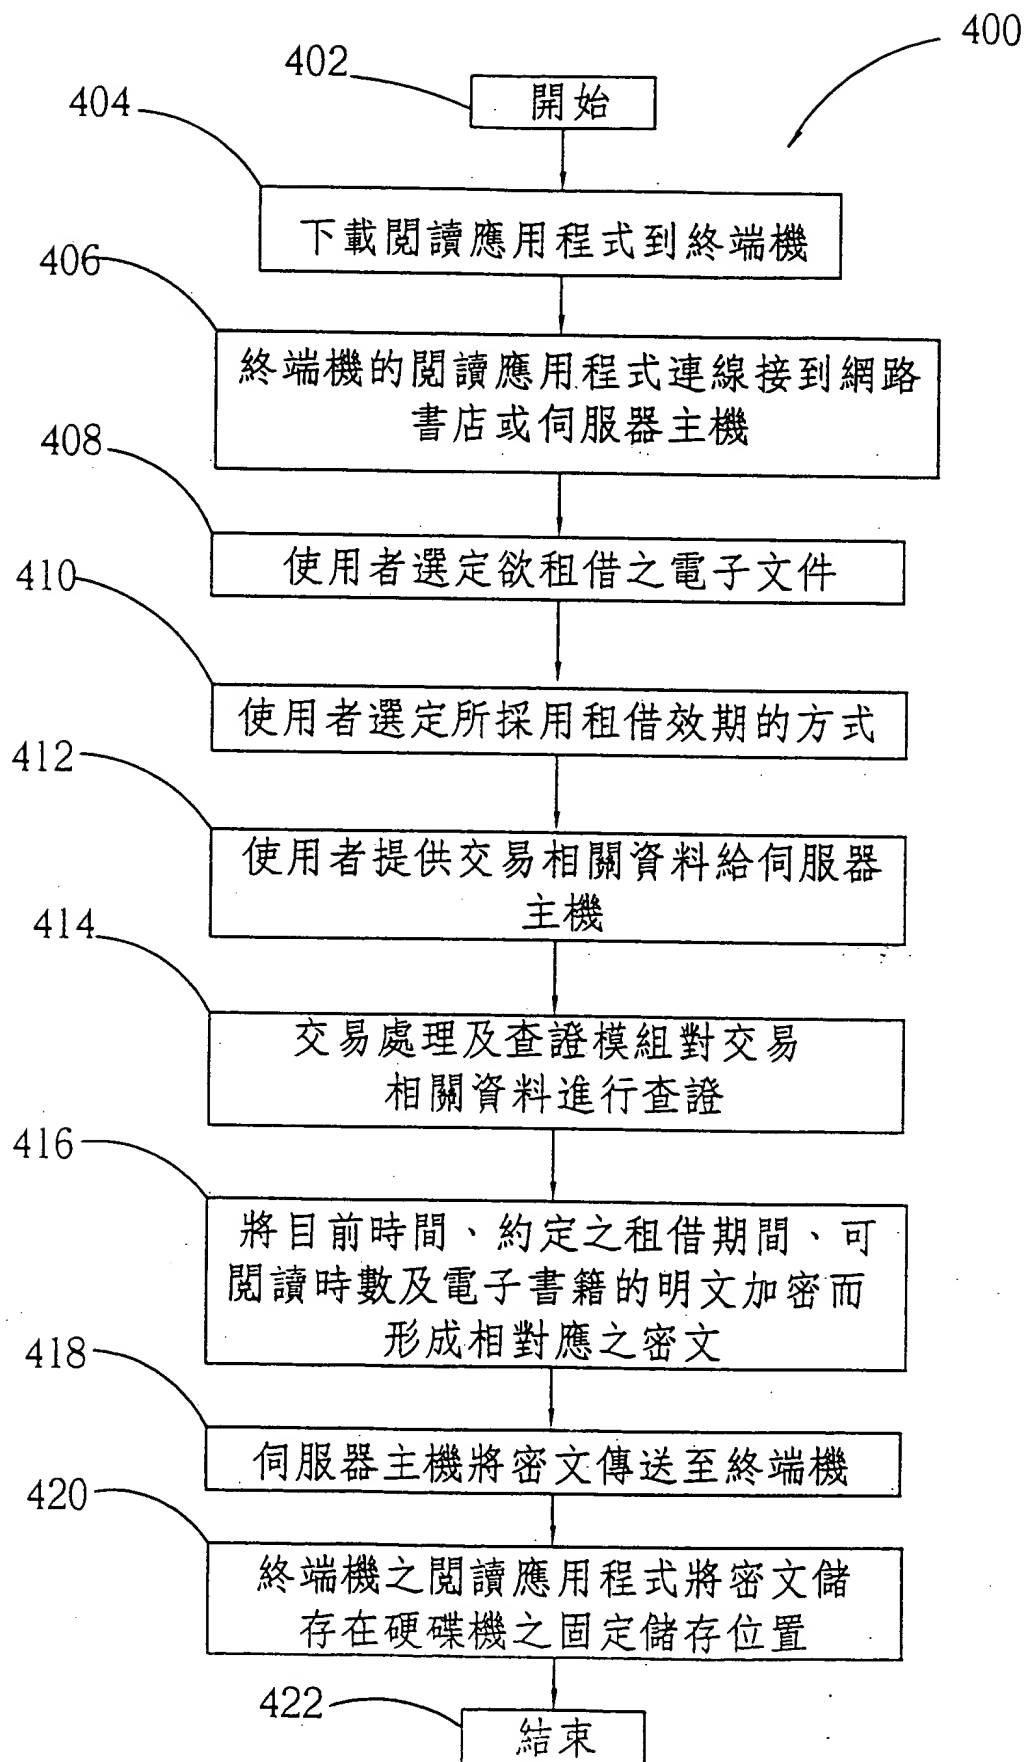 400
402
開始
404
下載閱讀應用程式到終端機
406
終端機的閱讀應用程式連線接到網路
書店或伺服器主機
408
使用者選定欲租借之電子文件
410
使用者選定所採用租借效期的方式
412
使用者提供交易相關資料給伺服器
主機
414
交易處理及查證模組對交易
相關資料進行查證
416
將目前時間、約定之租借期間、可
閱讀時數及電子書籍的明文加密而
形成相對應之密文
418
伺服器主機將密文傳送至終端機
420
終端機之閱讀應用程式將密文儲
存在硬碟機之固定儲存位置
422
結束